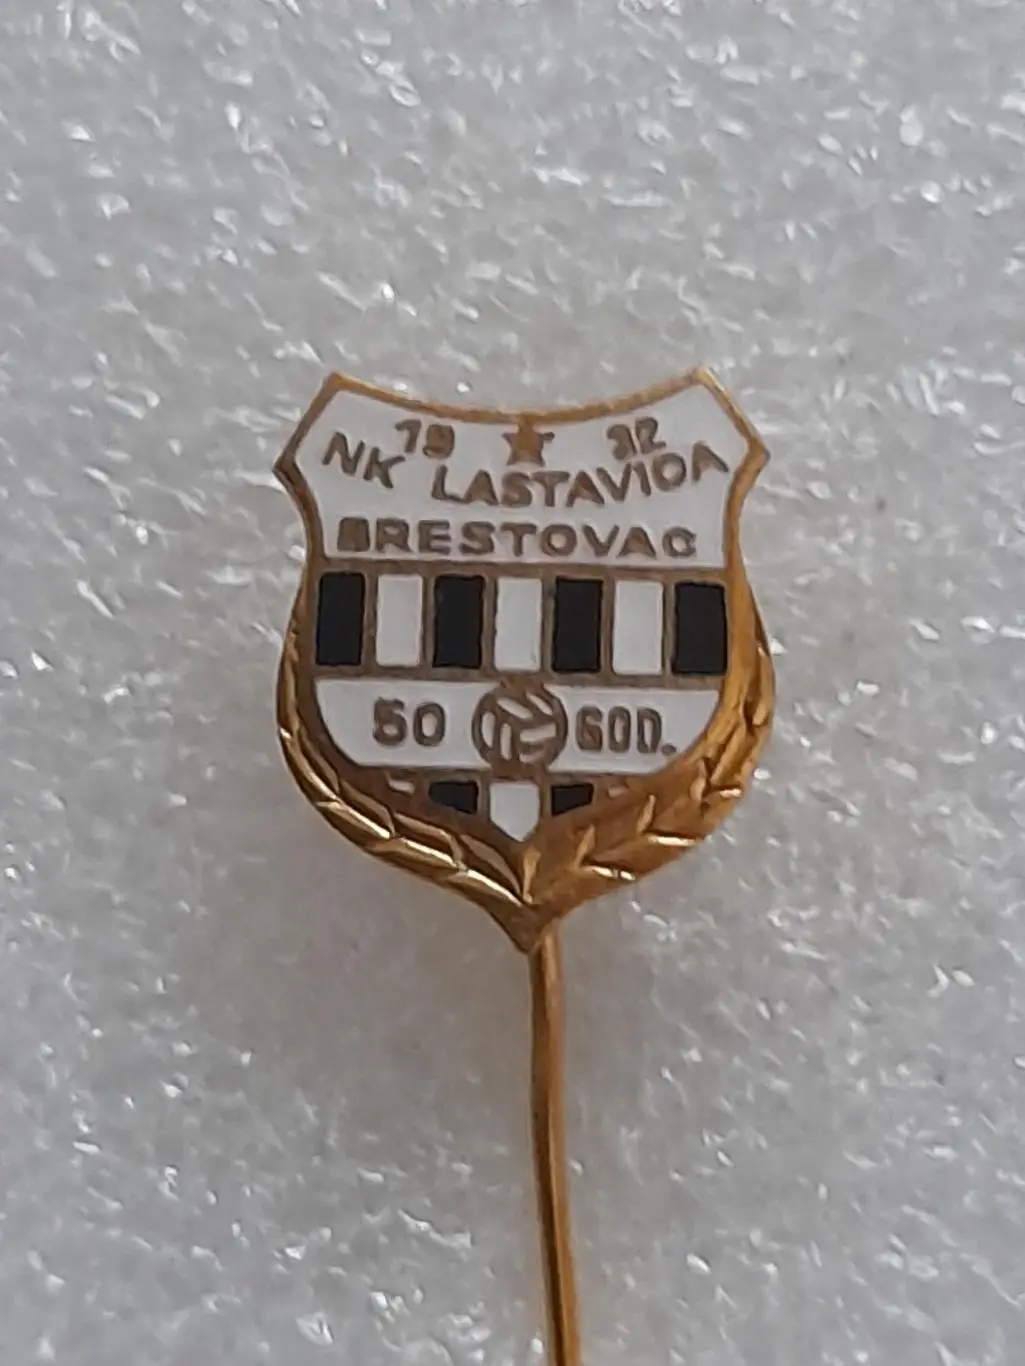 19 32
NK LASTAVICA
BRESTOVAC
50 GOD.